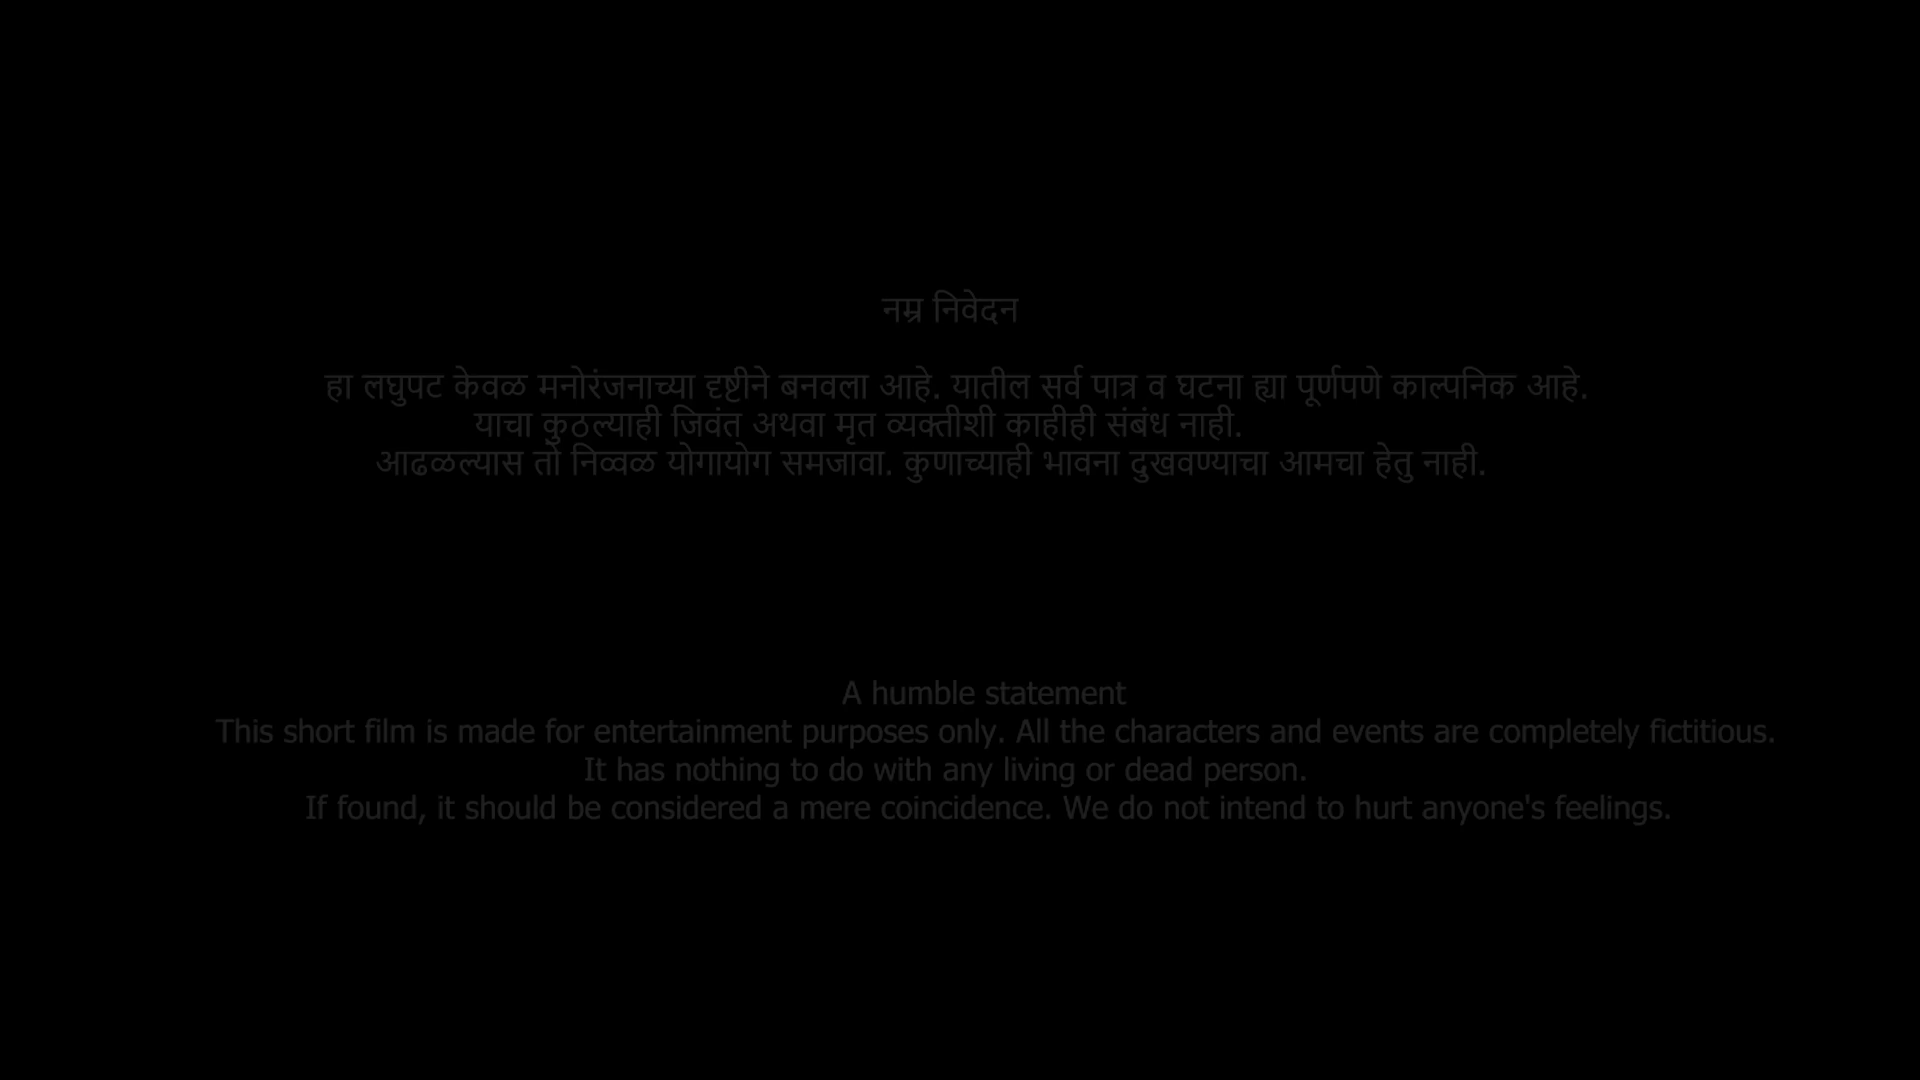 नम्र निवेदन
हा लघुपट केवळ मनोरंजनाच्या दृष्टीने बनवला आहे. यातील सर्व पात्र व घटना ह्या पूर्णपणे काल्पनिक आहे.
याचा कुठल्याही जिवंत अथवा मृत व्यक्तीशी काहीही संबंध नाही.
आढळल्यास तो निव्वळ योगायोग समजावा. कुणाच्याही भावना दुखवण्याचा आमचा हेतु नाही.
A humble statement
This short film is made for entertainment purposes only. All the characters and events are completely fictitious.
It has nothing to do with any living or dead person.
If found, it should be considered a mere coincidence. We do not intend to hurt anyone's feelings.